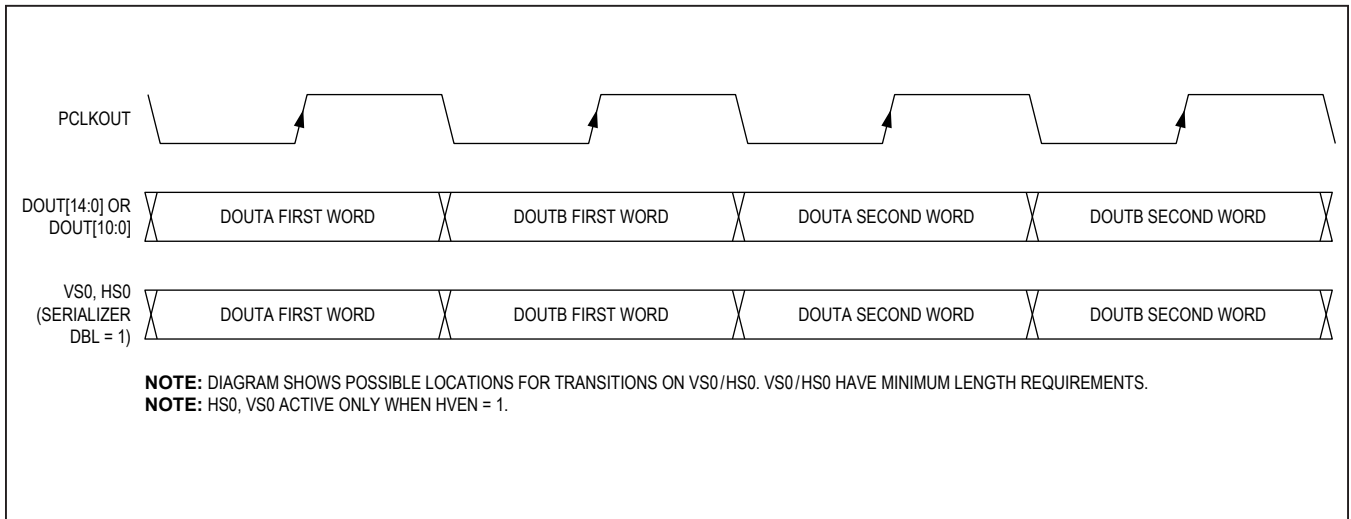 PCLKOUT
DOUT[14:0] OR
DOUT[10:0]
DOUTA FIRST WORD
DOUTB FIRST WORD
DOUTA SECOND WORD
DOUTB SECOND WORD
VS0, HS0
(SERIALIZER
DBL = 1)
DOUTA FIRST WORD
DOUTB FIRST WORD
DOUTA SECOND WORD
DOUTB SECOND WORD
NOTE: DIAGRAM SHOWS POSSIBLE LOCATIONS FOR TRANSITIONS ON VS0/HS0. VS0/HS0 HAVE MINIMUM LENGTH REQUIREMENTS.
NOTE: HS0, VS0 ACTIVE ONLY WHEN HVEN = 1.